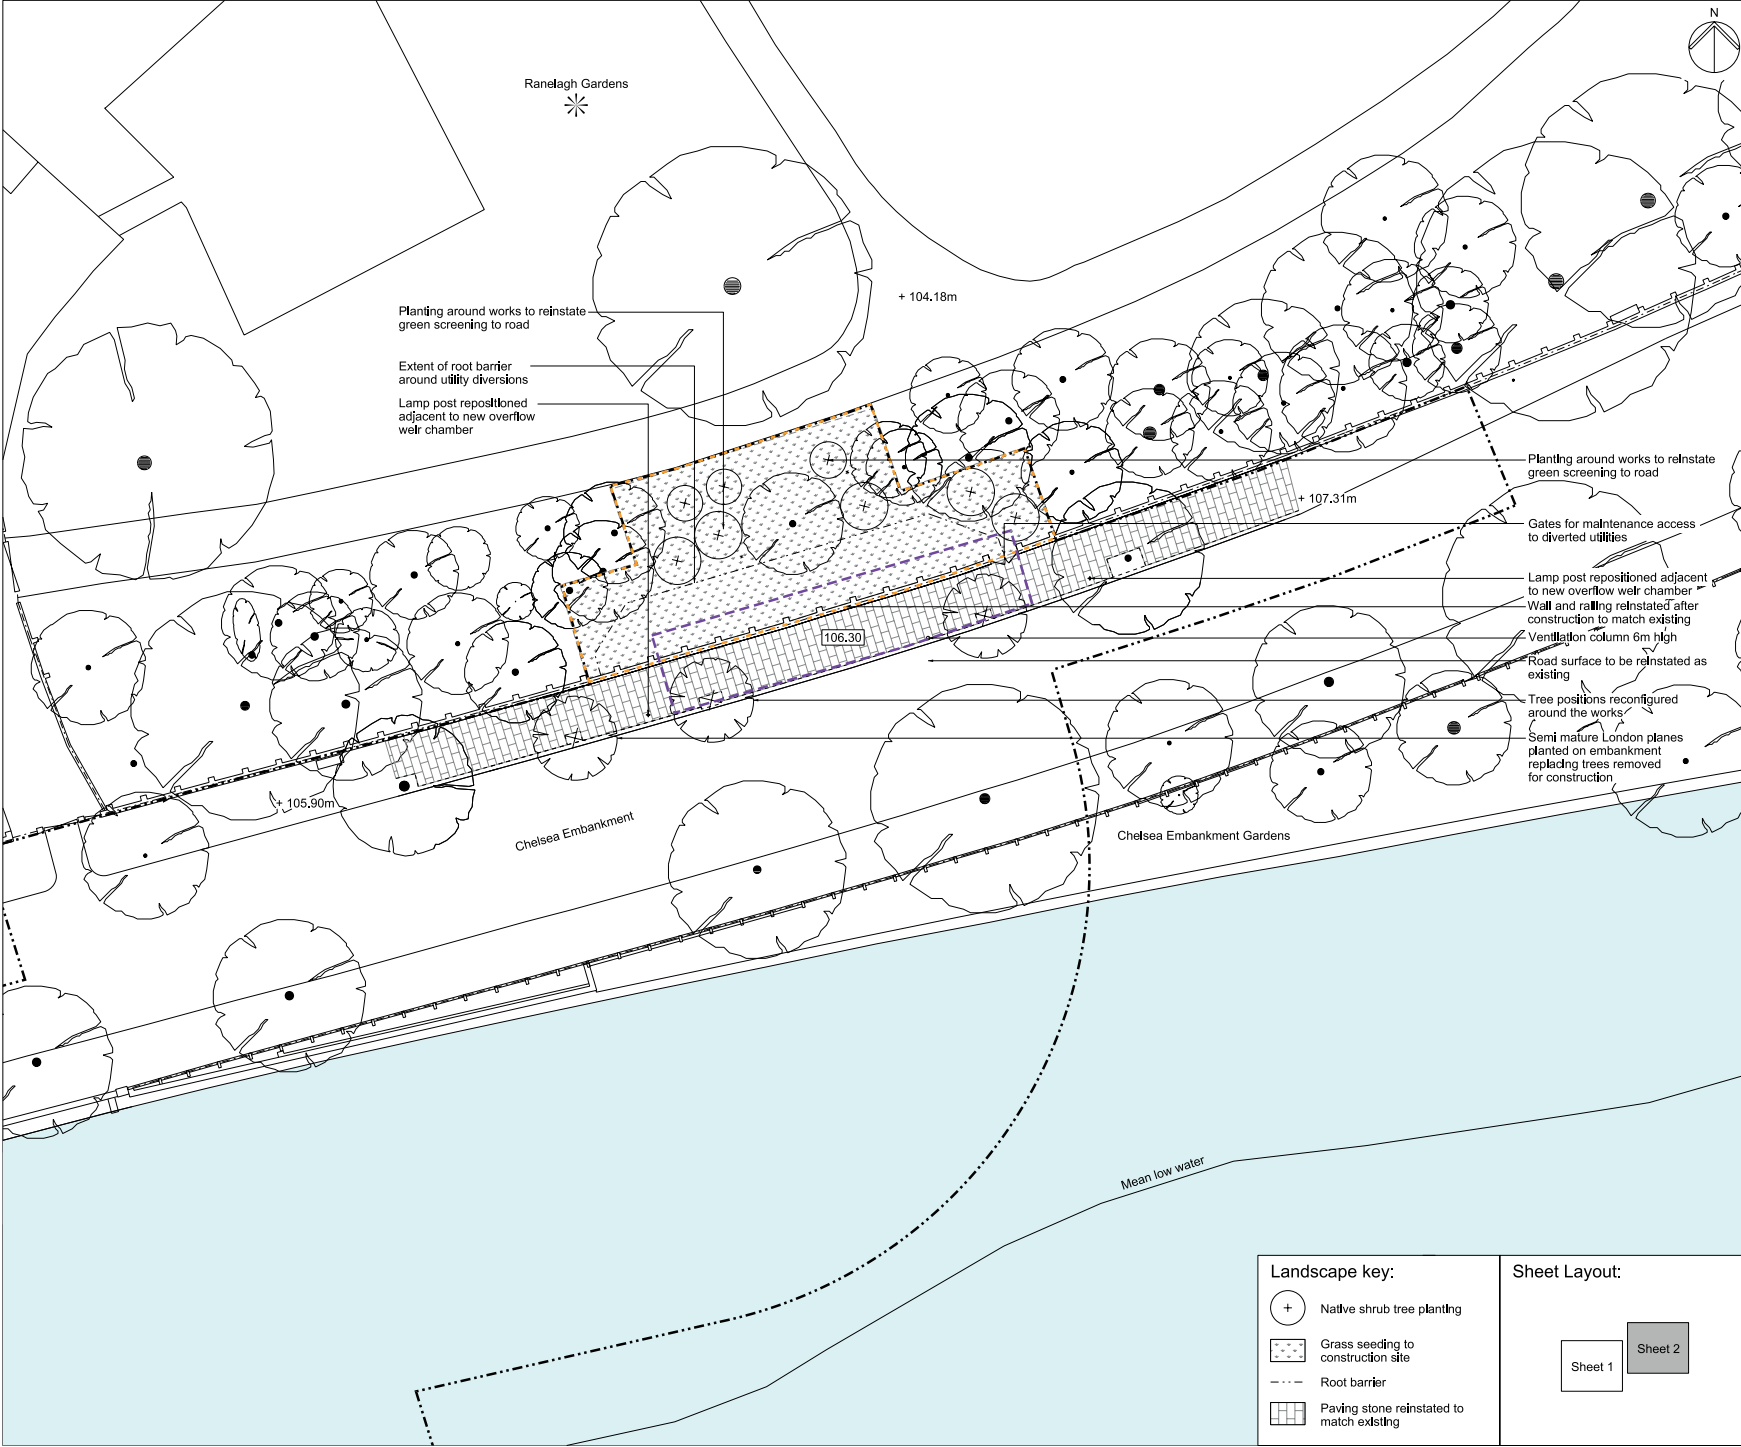 N
Ranelagh Gardens
+ 104.18m
Planting around works to reinstate
green screening to road
Extent of root barrier
around utility diversions
Lamp post repositioned
adjacent to new overflow
weir chamber
Planting around works to reinstate
green screening to road
+ 107.31m
Gates for maintenance access
to diverted utilities
Lamp post repositioned adjacent
to new overflow weir chamber
Wall and railing reinstated after
construction to match existing
106.30
Ventilation column 6m high
Road surface to be reinstated as
existing
Tree positions reconfigured
around the works
Semi mature London planes
planted on embankment
replacing trees removed
for construction
+ 105.90m
Chelsea Embankment
Chelsea Embankment Gardens
Mean low water
Landscape key:
Native shrub tree planting
Grass seeding to
construction site
Root barrier
Paving stone reinstated to
match existing
Sheet Layout:
Sheet 1
Sheet 2